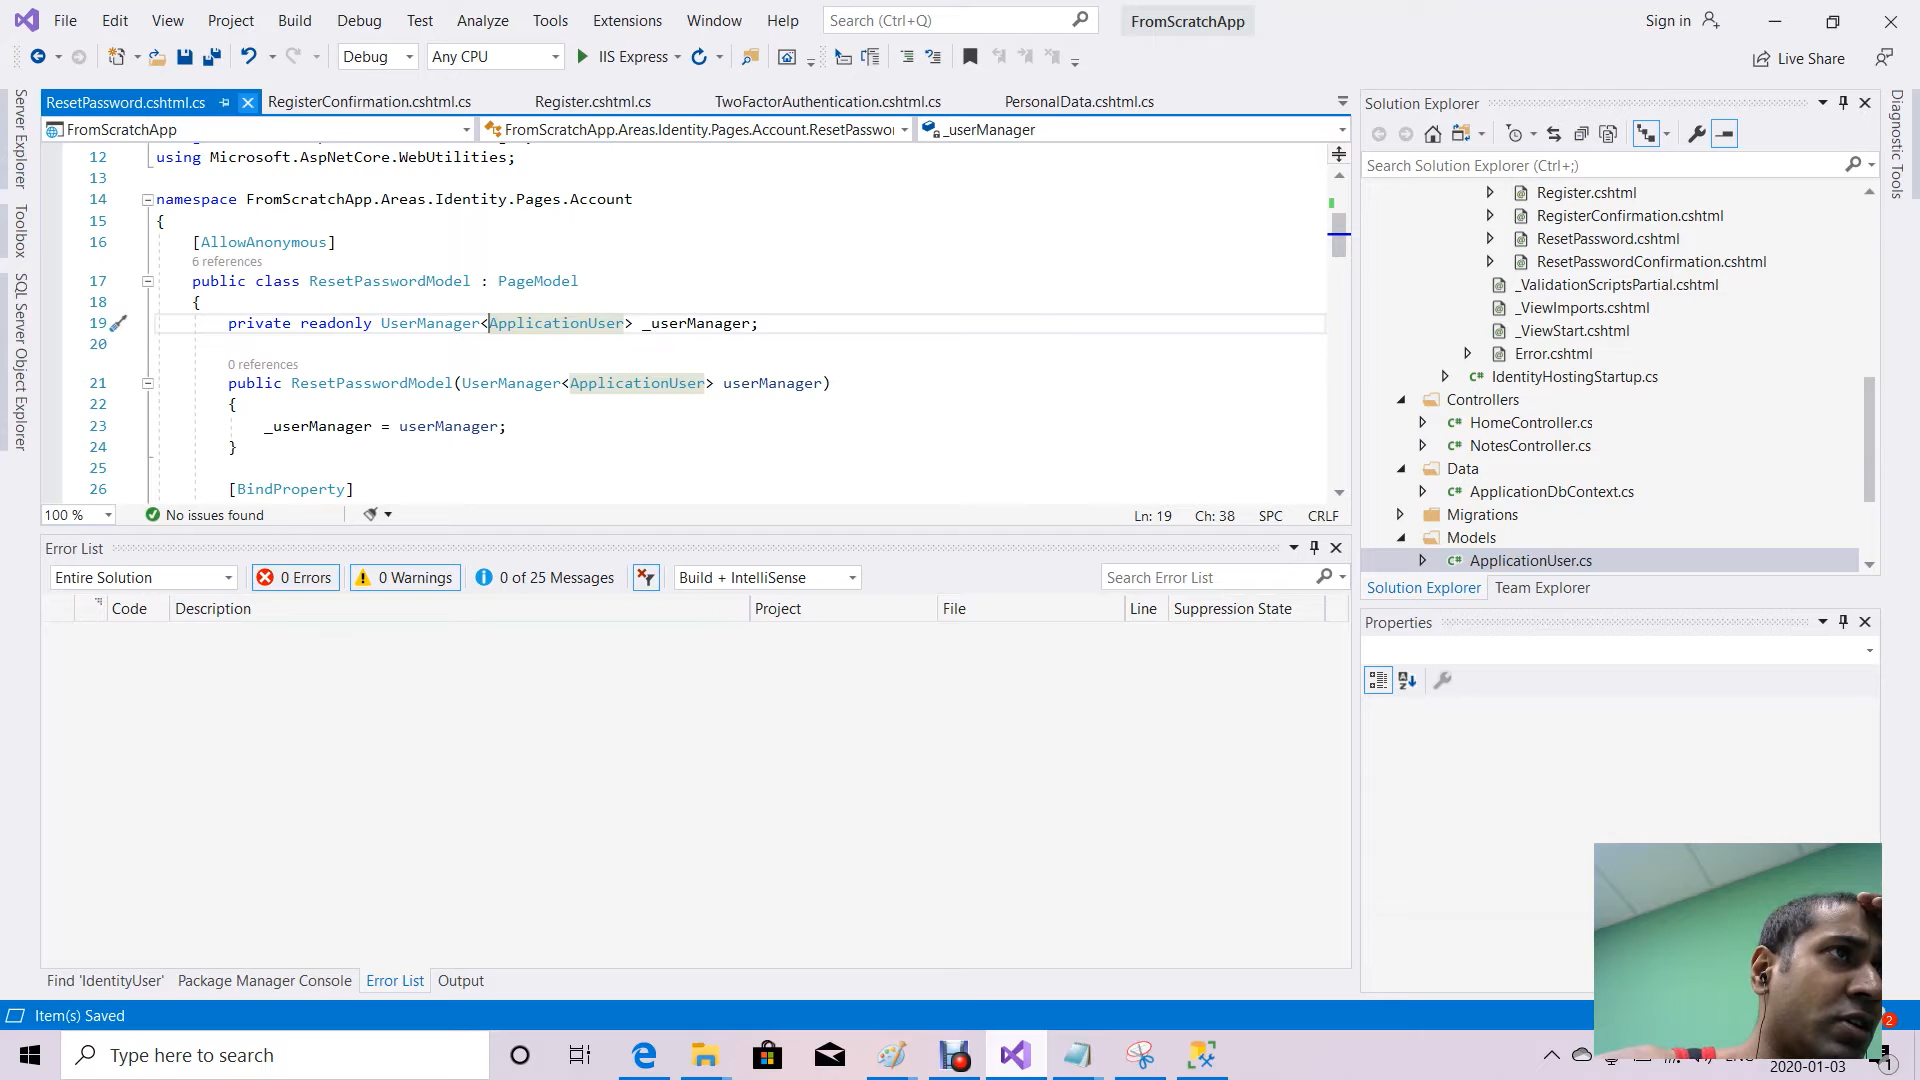 File Edit View Project Build Debug Test Analyze Tools Extensions Window Help Search (Ctrl+Q) FromScratchApp Sign in
Debug Any CPU IIS Express Live Share
Server Explorer
Toolbox
SQL Server Object Explorer
ResetPassword.cshtml.cs RegisterConfirmation.cshtml.cs Register.cshtml.cs TwoFactorAuthentication.cshtml.cs PersonalData.cshtml.cs
FromScratchApp FromScratchApp.Areas.Identity.Pages.Account.ResetPasswor _userManager
12 using Microsoft.AspNetCore.WebUtilities;
13
14 namespace FromScratchApp.Areas.Identity.Pages.Account
15 {
16 [AllowAnonymous]
6 references
17 public class ResetPasswordModel : PageModel
18 {
19 private readonly UserManager<ApplicationUser> _userManager;
20
0 references
21 public ResetPasswordModel(UserManager<ApplicationUser> userManager)
22 {
23 _userManager = userManager;
24 }
25
26 [BindProperty]
100 % No issues found Ln: 19 Ch: 38 SPC CRLF
Error List
Entire Solution 0 Errors 0 Warnings 0 of 25 Messages Build + IntelliSense Search Error List
Code Description Project File Line Suppression State
Find 'IdentityUser' Package Manager Console Error List Output
Solution Explorer
Search Solution Explorer (Ctrl+;)
Register.cshtml
RegisterConfirmation.cshtml
ResetPassword.cshtml
ResetPasswordConfirmation.cshtml
_ValidationScriptsPartial.cshtml
_ViewImports.cshtml
_ViewStart.cshtml
Error.cshtml
C# IdentityHostingStartup.cs
Controllers
C# HomeController.cs
C# NotesController.cs
Data
C# ApplicationDbContext.cs
Migrations
Models
C# ApplicationUser.cs
Solution Explorer Team Explorer
Properties
Diagnostic Tools
Item(s) Saved
2
Type here to search
2020-01-03
1